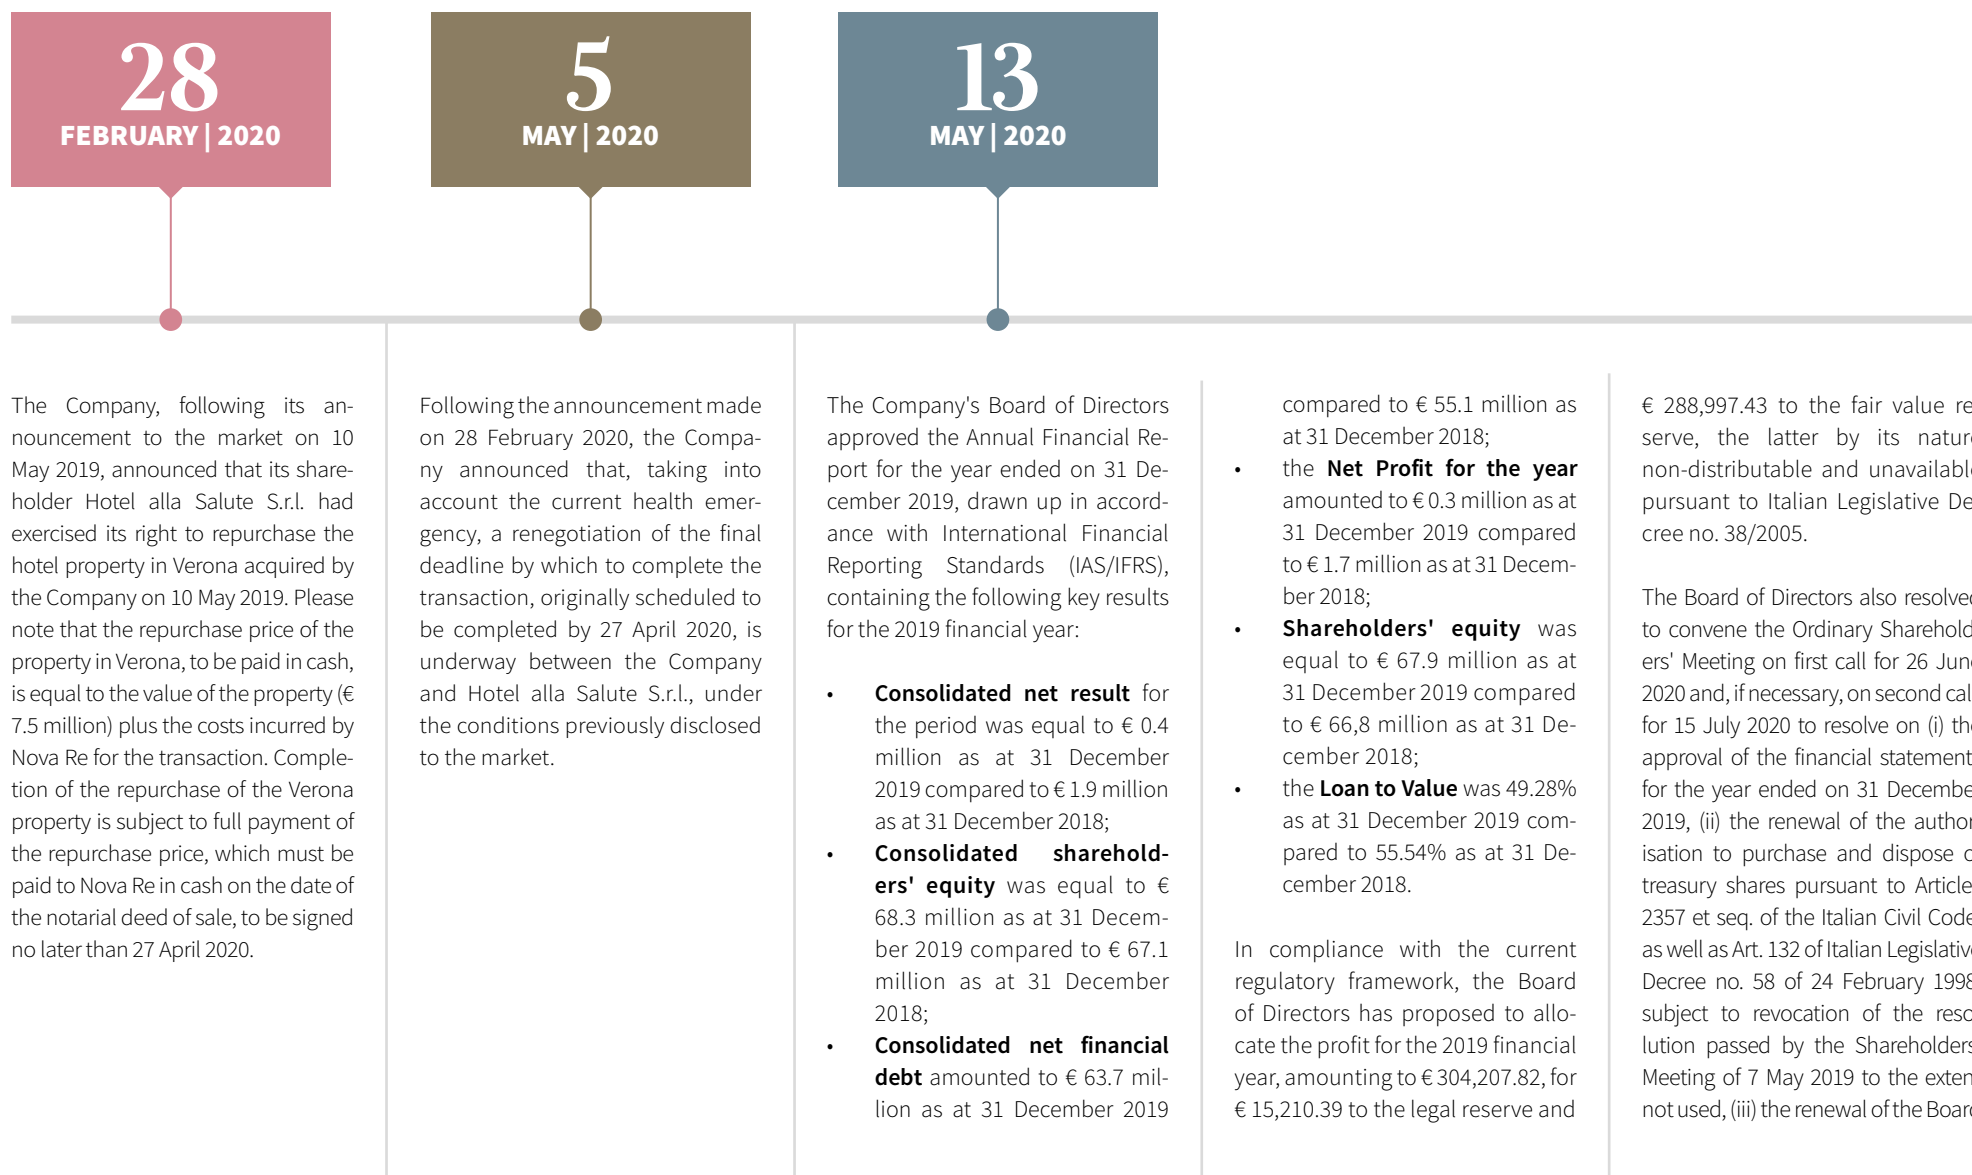 28
FEBRUARY | 2020
5
MAY | 2020
13
MAY | 2020
The Company, following its an-
nouncement to the market on 10
May 2019, announced that its share-
holder Hotel alla Salute S.r.l. had
exercised its right to repurchase the
hotel property in Verona acquired by
the Company on 10 May 2019. Please
note that the repurchase price of the
property in Verona, to be paid in cash,
is equal to the value of the property (€
7.5 million) plus the costs incurred by
Nova Re for the transaction. Comple-
tion of the repurchase of the Verona
property is subject to full payment of
the repurchase price, which must be
paid to Nova Re in cash on the date of
the notarial deed of sale, to be signed
no later than 27 April 2020.
Following the announcement made
on 28 February 2020, the Compa-
ny announced that, taking into
account the current health emer-
gency, a renegotiation of the final
deadline by which to complete the
transaction, originally scheduled to
be completed by 27 April 2020, is
underway between the Company
and Hotel alla Salute S.r.l., under
the conditions previously disclosed
to the market.
The Company's Board of Directors
approved the Annual Financial Re-
port for the year ended on 31 De-
cember 2019, drawn up in accord-
ance with International Financial
Reporting Standards (IAS/IFRS),
containing the following key results
for the 2019 financial year:
• Consolidated net result for
the period was equal to € 0.4
million as at 31 December
2019 compared to € 1.9 million
as at 31 December 2018;
• Consolidated sharehold-
ers' equity was equal to €
68.3 million as at 31 Decem-
ber 2019 compared to € 67.1
million as at 31 December
2018;
• Consolidated net financial
debt amounted to € 63.7 mil-
lion as at 31 December 2019
compared to € 55.1 million as
at 31 December 2018;
• the Net Profit for the year
amounted to € 0.3 million as at
31 December 2019 compared
to € 1.7 million as at 31 Decem-
ber 2018;
• Shareholders' equity was
equal to € 67.9 million as at
31 December 2019 compared
to € 66,8 million as at 31 De-
cember 2018;
• the Loan to Value was 49.28%
as at 31 December 2019 com-
pared to 55.54% as at 31 De-
cember 2018.
In compliance with the current
regulatory framework, the Board
of Directors has proposed to allo-
cate the profit for the 2019 financial
year, amounting to € 304,207.82, for
€ 15,210.39 to the legal reserve and
€ 288,997.43 to the fair value re
serve, the latter by its nature
non-distributable and unavailable
pursuant to Italian Legislative De
cree no. 38/2005.
The Board of Directors also resolved
to convene the Ordinary Sharehold
ers' Meeting on first call for 26 June
2020 and, if necessary, on second cal
for 15 July 2020 to resolve on (i) the
approval of the financial statement
for the year ended on 31 Decembe
2019, (ii) the renewal of the author
isation to purchase and dispose o
treasury shares pursuant to Article
2357 et seq. of the Italian Civil Code
as well as Art. 132 of Italian Legislative
Decree no. 58 of 24 February 1998
subject to revocation of the reso
lution passed by the Shareholders
Meeting of 7 May 2019 to the exten
not used, (iii) the renewal of the Board